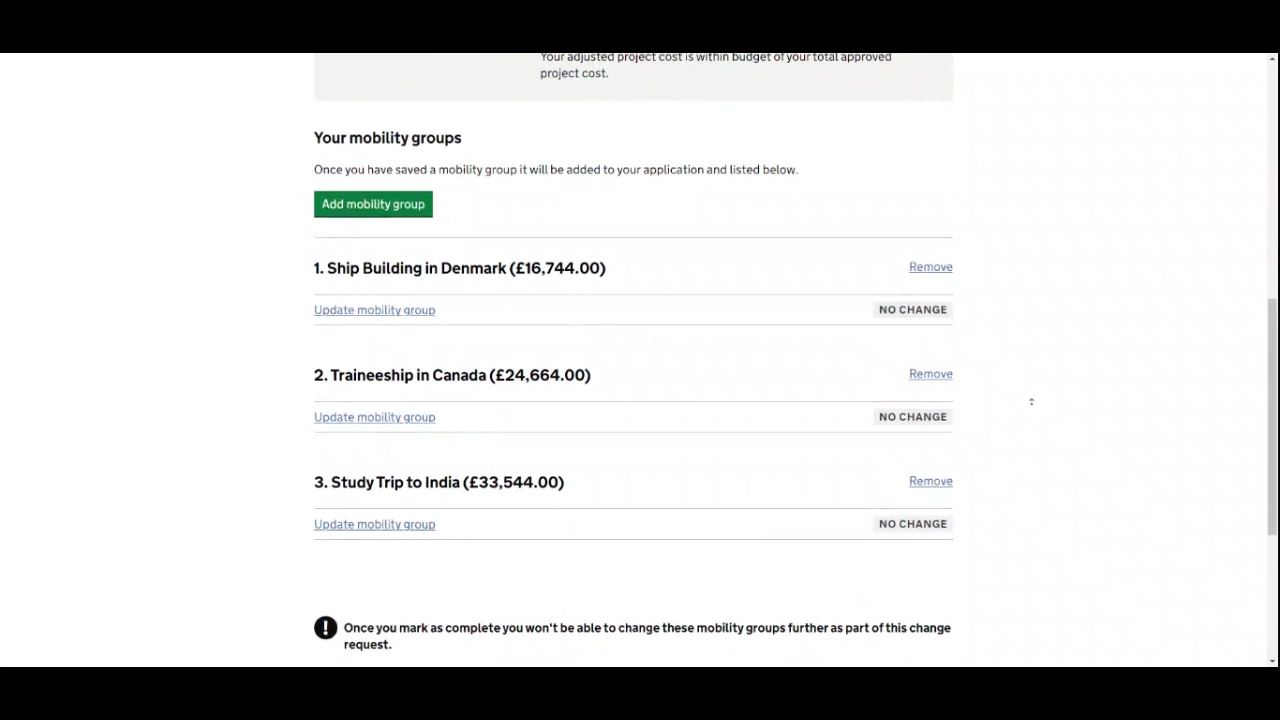 Your adjusted project cost is within budget of your total approved
project cost.
Your mobility groups
Once you have saved a mobility group it will be added to your application and listed below.
Add mobility group
1. Ship Building in Denmark (£16,744.00)
Remove
Update mobility group
NO CHANGE
2. Traineeship in Canada (£24,664.00)
Remove
Update mobility group
NO CHANGE
3. Study Trip to India (£33,544.00)
Remove
Update mobility group
NO CHANGE
! Once you mark as complete you won't be able to change these mobility groups further as part of this change
request.